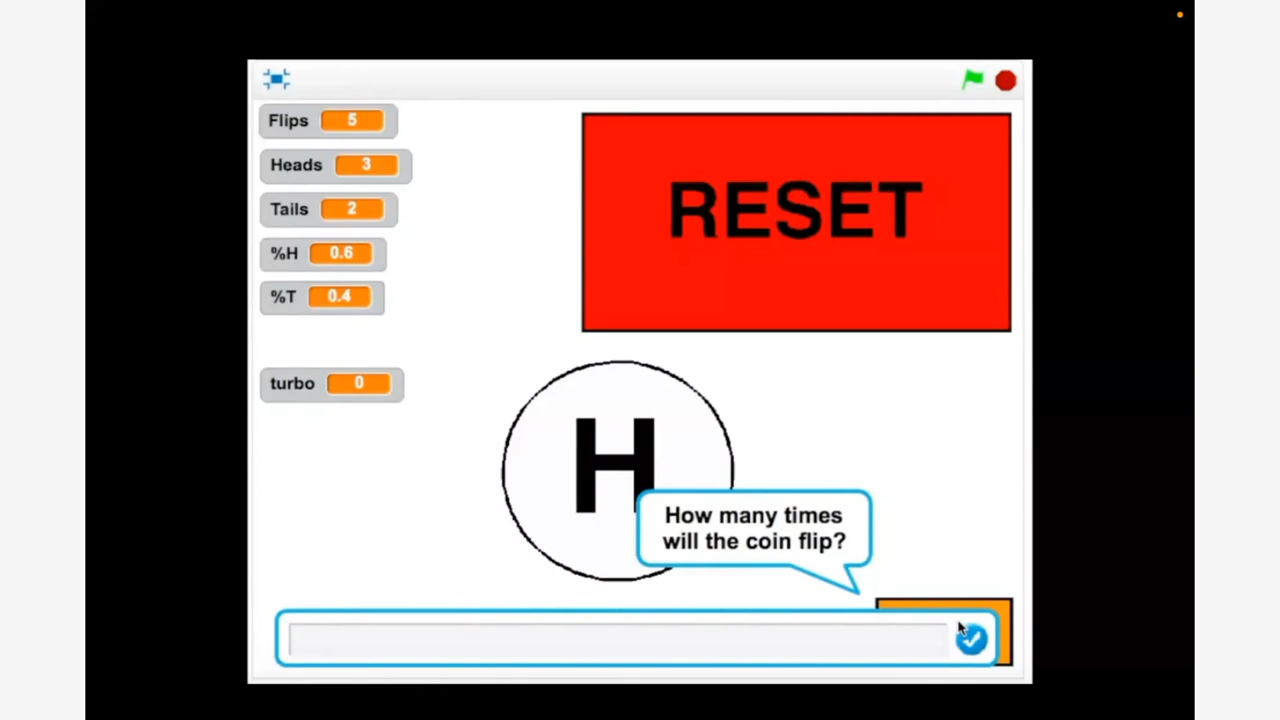 Flips 5
Heads 3
Tails 2
%H 0.6
%T 0.4
RESET
turbo 0
H
How many times
will the coin flip?